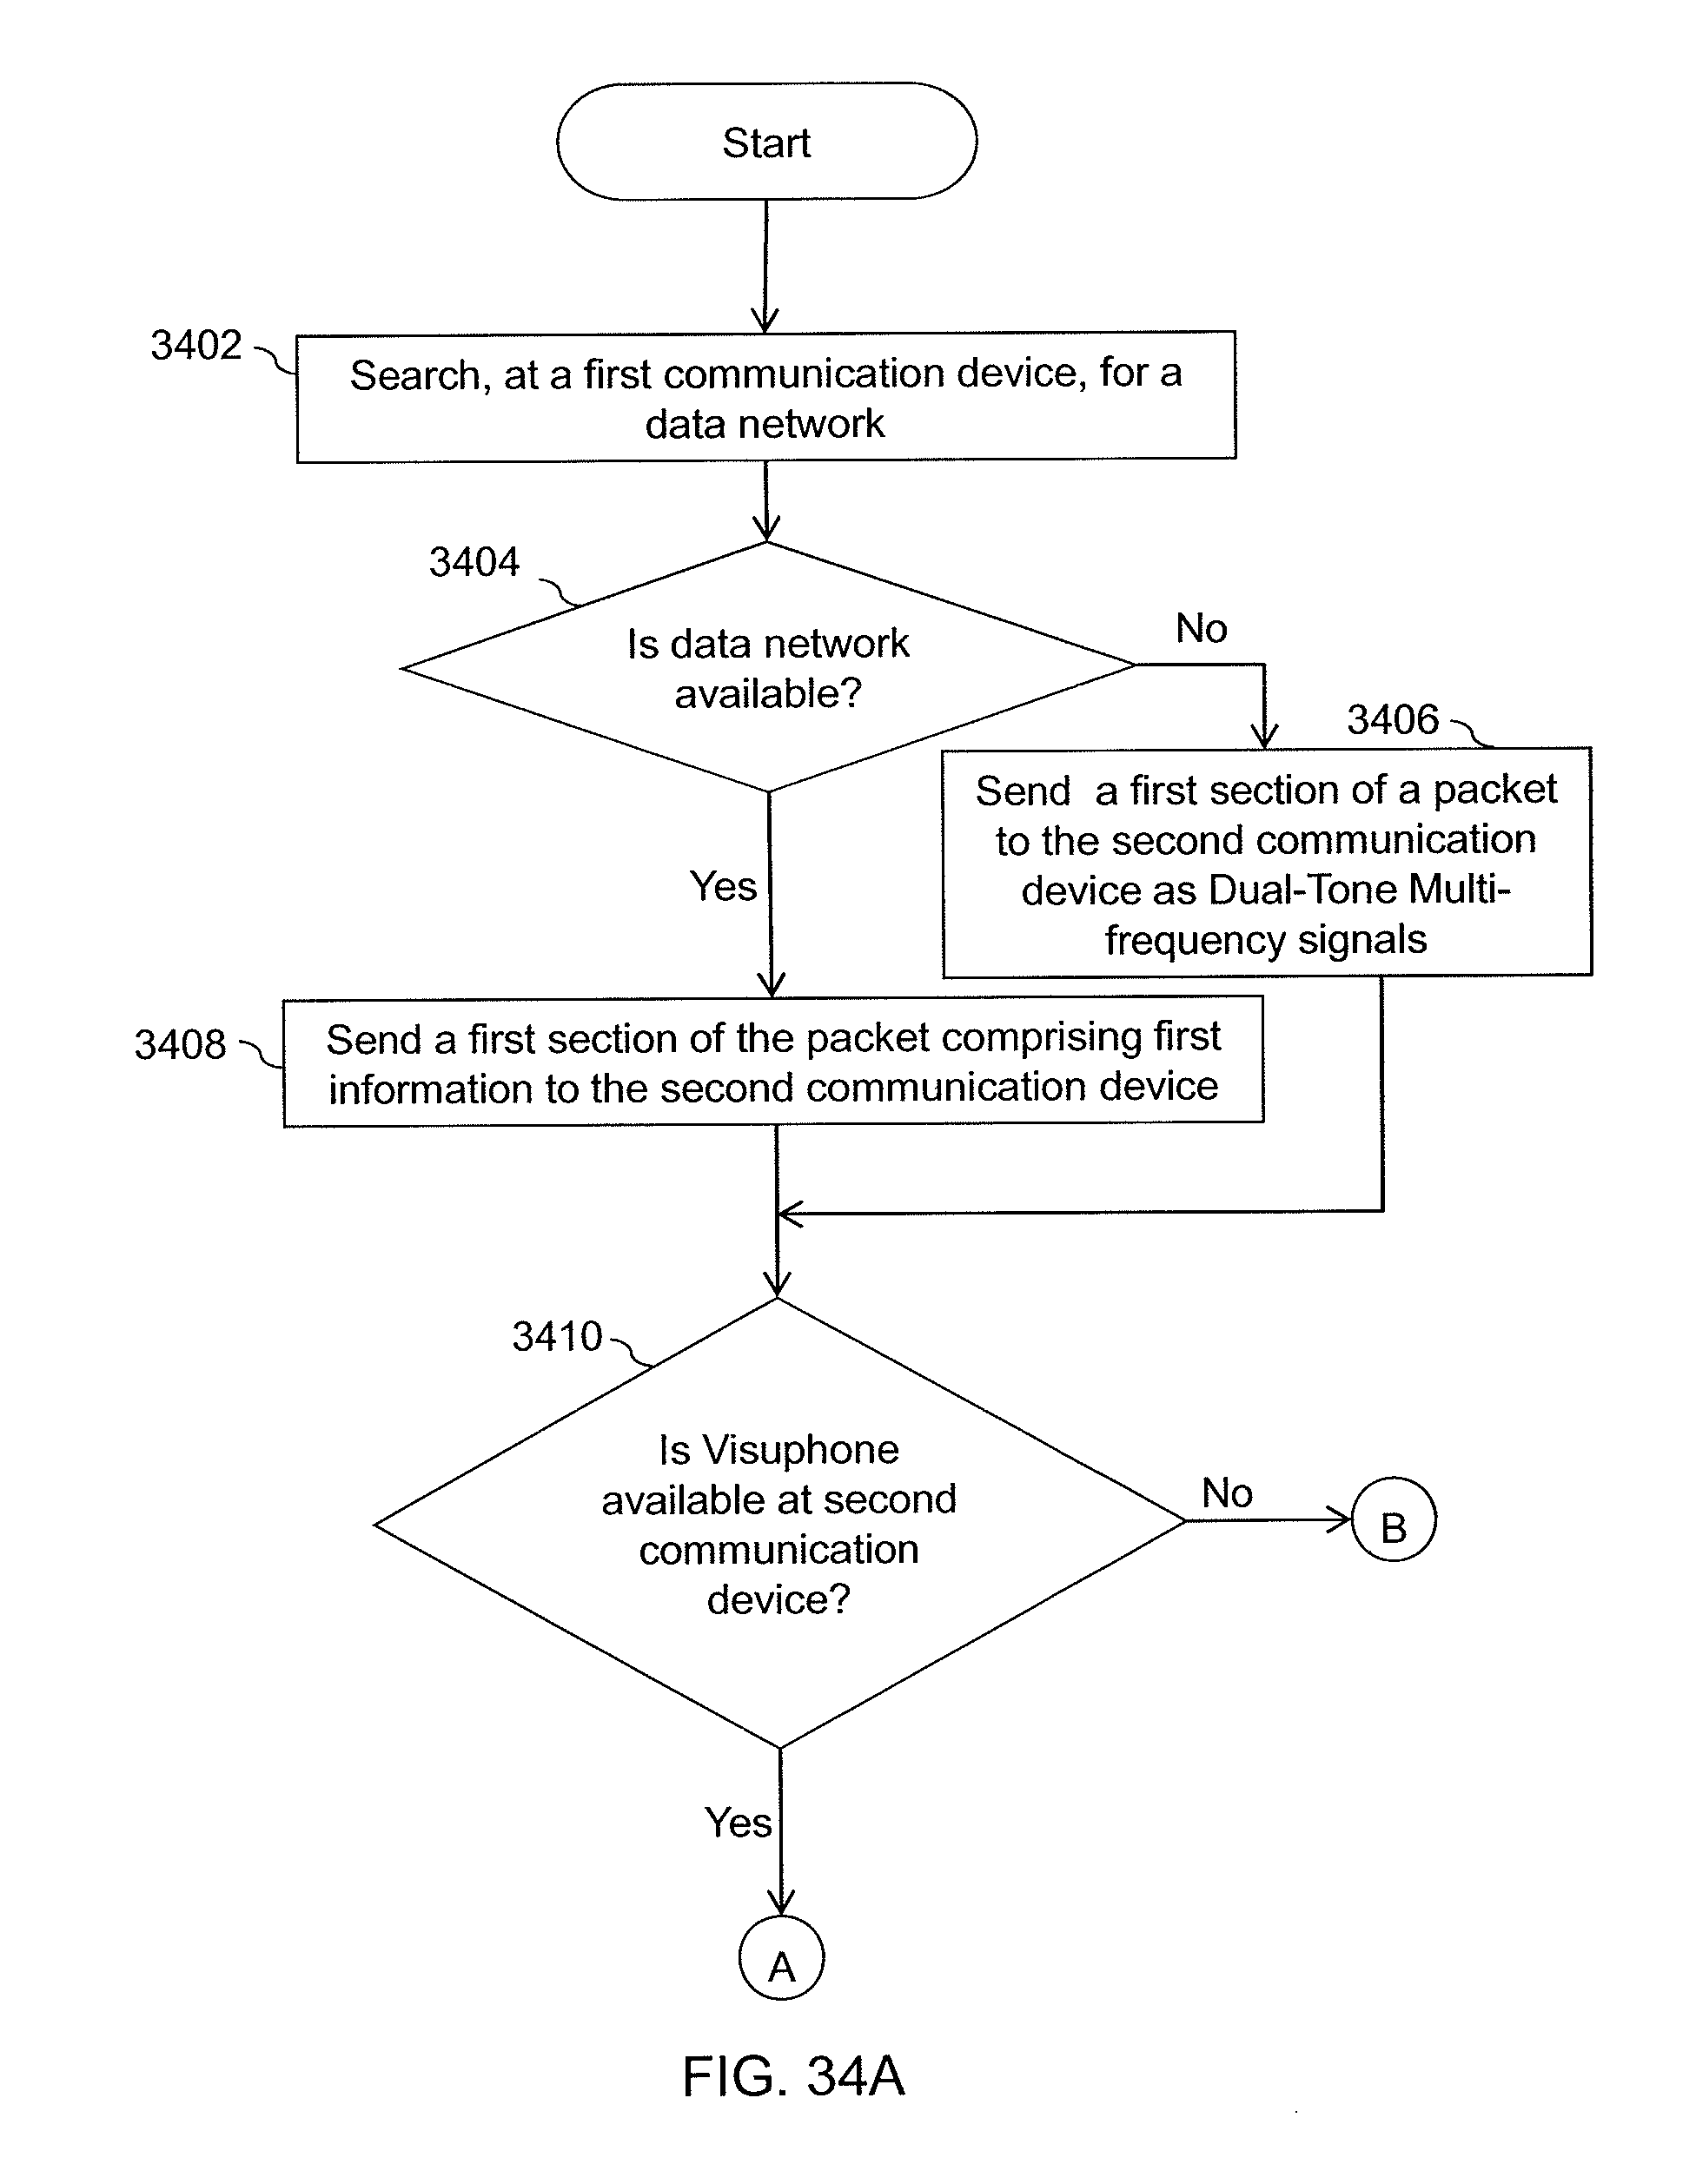 Start
3402
Search, at a first communication device, for a
data network
3404
Is data network
available?
No
3406
Send a first section of a packet
to the second communication
device as Dual-Tone Multi-
frequency signals
Yes
3408
Send a first section of the packet comprising first
information to the second communication device
3410
Is Visuphone
available at second
communication
device?
No
B
Yes
A
FIG. 34A